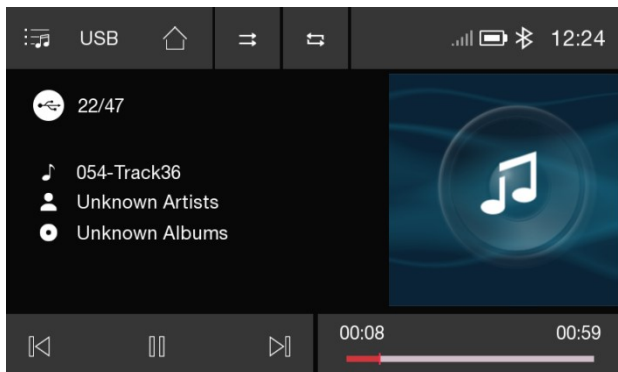 USB
12:24
22/47
054-Track36
Unknown Artists
Unknown Albums
00:08 00:59